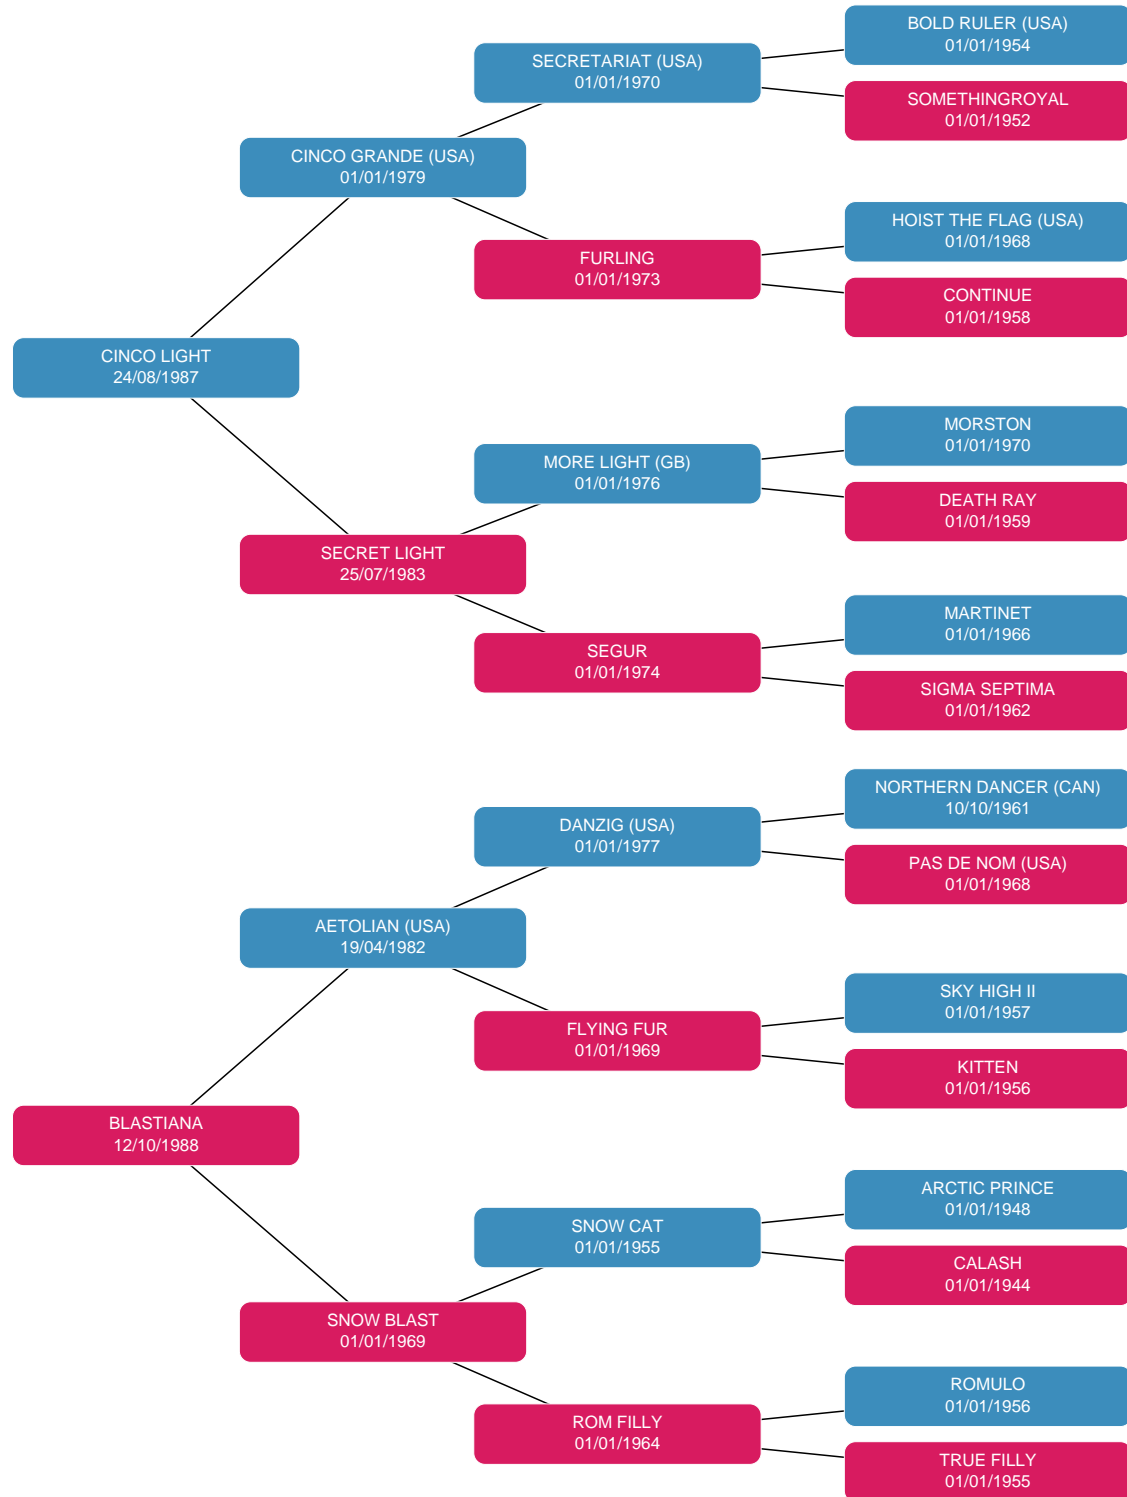 BOLD RULER (USA)
01/01/1954
SECRETARIAT (USA)
01/01/1970
SOMETHINGROYAL
01/01/1952
CINCO GRANDE (USA)
01/01/1979
HOIST THE FLAG (USA)
01/01/1968
FURLING
01/01/1973
CONTINUE
01/01/1958
CINCO LIGHT
24/08/1987
MORSTON
01/01/1970
MORE LIGHT (GB)
01/01/1976
DEATH RAY
01/01/1959
SECRET LIGHT
25/07/1983
MARTINET
01/01/1966
SEGUR
01/01/1974
SIGMA SEPTIMA
01/01/1962
NORTHERN DANCER (CAN)
10/10/1961
DANZIG (USA)
01/01/1977
PAS DE NOM (USA)
01/01/1968
AETOLIAN (USA)
19/04/1982
SKY HIGH II
01/01/1957
FLYING FUR
01/01/1969
KITTEN
01/01/1956
BLASTIANA
12/10/1988
ARCTIC PRINCE
01/01/1948
SNOW CAT
01/01/1955
CALASH
01/01/1944
SNOW BLAST
01/01/1969
ROMULO
01/01/1956
ROM FILLY
01/01/1964
TRUE FILLY
01/01/1955